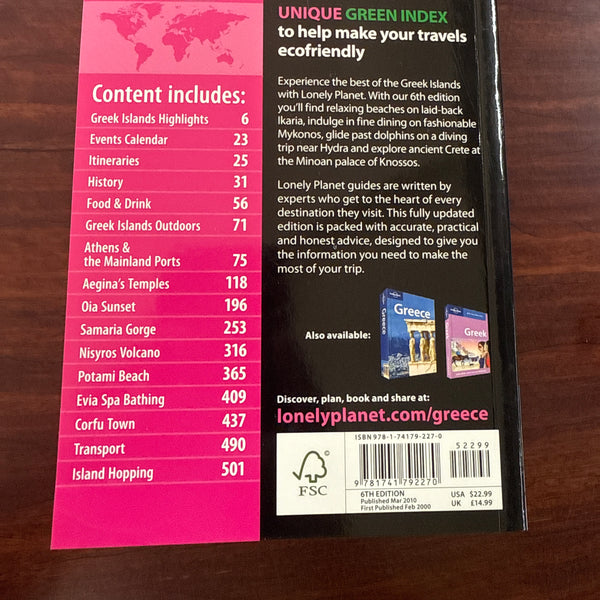 Content includes:
Greek Islands Highlights 6
Events Calendar 23
Itineraries 25
History 31
Food & Drink 56
Greek Islands Outdoors 71
Athens &
the Mainland Ports 75
Aegina's Temples 118
Oia Sunset 196
Samaria Gorge 253
Nisyros Volcano 316
Potami Beach 365
Evia Spa Bathing 409
Corfu Town 437
Transport 490
Island Hopping 501
UNIQUE GREEN INDEX
to help make your travels
ecofriendly
Experience the best of the Greek Islands
with Lonely Planet. With our 6th edition
you'll find relaxing beaches on laid-back
Ikaria, indulge in fine dining on fashionable
Mykonos, glide past dolphins on a diving
trip near Hydra and explore ancient Crete at
the Minoan palace of Knossos.
Lonely Planet guides are written by
experts who get to the heart of every
destination they visit. This fully updated
edition is packed with accurate, practical
and honest advice, designed to give you
the information you need to make the
most of your trip.
Also available:
Greece
Greece
Greek
Discover, plan, book and share at:
lonelyplanet.com/greece
FSC
ISBN 978-1-74179-227-0
52299
9 781741 792270
6TH EDITION
Published Mar 2010
First Published Feb 2000
USA $22.99
UK £14.99